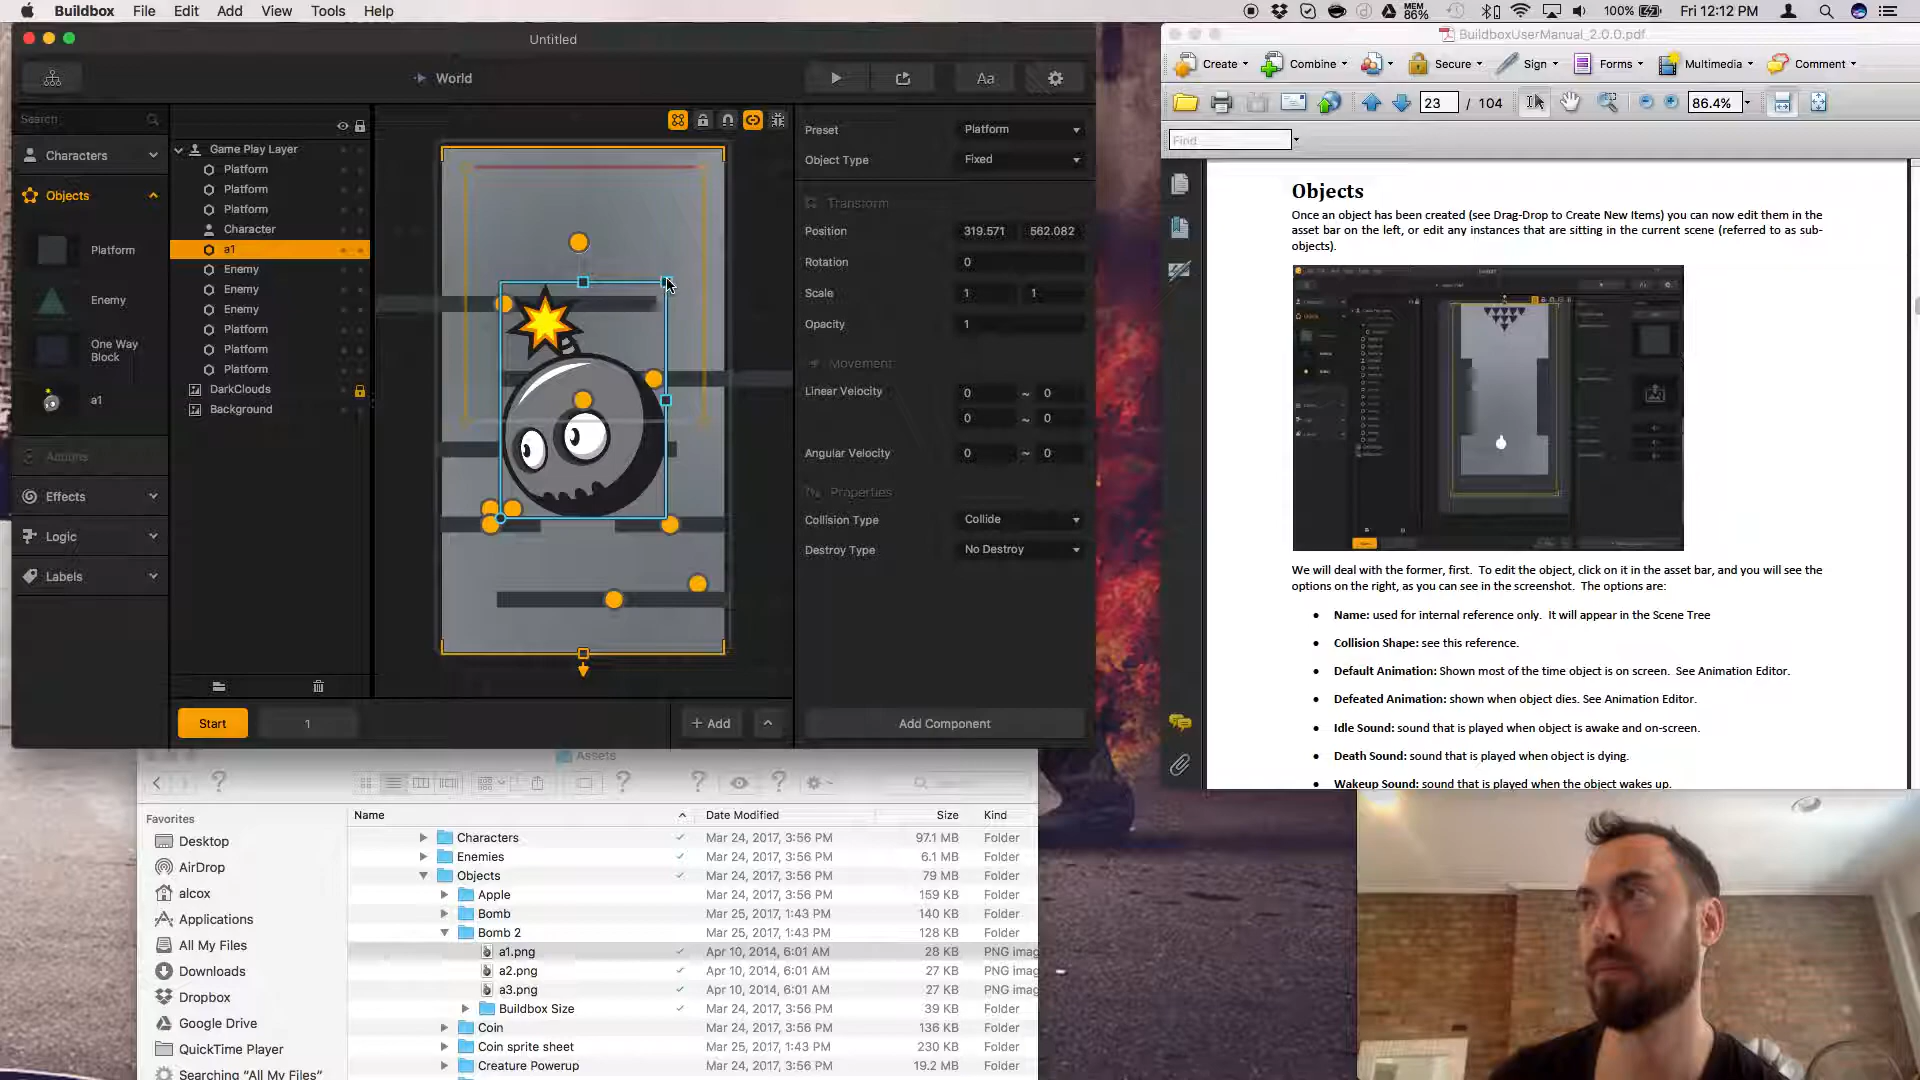 Buildbox File Edit Add View Tools Help
MEM 86% 100% Fri 12:12 PM
Untitled
World
Aa
Search
Characters
Objects
Platform
Enemy
One Way Block
a1
Actions
Effects
Logic
Labels
Game Play Layer
Platform
Platform
Platform
Character
a1
Enemy
Enemy
Enemy
Platform
Platform
Platform
DarkClouds
Background
Start 1
+ Add
Preset Platform
Object Type Fixed
Transform
Position 319.571 562.082
Rotation 0
Scale 1 1
Opacity 1
Movement
Linear Velocity 0 ~ 0
0 ~ 0
Angular Velocity 0 ~ 0
Properties
Collision Type Collide
Destroy Type No Destroy
Add Component
BuildboxUserManual_2.0.0.pdf
Create Combine Secure Sign Forms Multimedia Comment
23 / 104 86.4%
Find
Objects
Once an object has been created (see Drag-Drop to Create New Items) you can now edit them in the
asset bar on the left, or edit any instances that are sitting in the current scene (referred to as sub-
objects).
We will deal with the former, first. To edit the object, click on it in the asset bar, and you will see the
options on the right, as you can see in the screenshot. The options are:
• Name: used for internal reference only. It will appear in the Scene Tree
• Collision Shape: see this reference.
• Default Animation: Shown most of the time object is on screen. See Animation Editor.
• Defeated Animation: shown when object dies. See Animation Editor.
• Idle Sound: sound that is played when object is awake and on-screen.
• Death Sound: sound that is played when object is dying.
• Wakeup Sound: sound that is played when the object wakes up.
Assets
Favorites
Desktop
AirDrop
alcox
Applications
All My Files
Downloads
Dropbox
Google Drive
QuickTime Player
Searching “All My Files”
Name Date Modified Size Kind
Characters Mar 24, 2017, 3:56 PM 97.1 MB Folder
Enemies Mar 24, 2017, 3:56 PM 6.1 MB Folder
Objects Mar 24, 2017, 3:56 PM 79 MB Folder
Apple Mar 24, 2017, 3:56 PM 159 KB Folder
Bomb Mar 25, 2017, 1:43 PM 140 KB Folder
Bomb 2 Mar 25, 2017, 1:43 PM 128 KB Folder
a1.png Apr 10, 2014, 6:01 AM 28 KB PNG imag
a2.png Apr 10, 2014, 6:01 AM 27 KB PNG imag
a3.png Apr 10, 2014, 6:01 AM 27 KB PNG imag
Buildbox Size Mar 24, 2017, 3:56 PM 39 KB Folder
Coin Mar 24, 2017, 3:56 PM 136 KB Folder
Coin sprite sheet Mar 25, 2017, 1:43 PM 230 KB Folder
Creature Powerup Mar 24, 2017, 3:56 PM 19.2 MB Folder